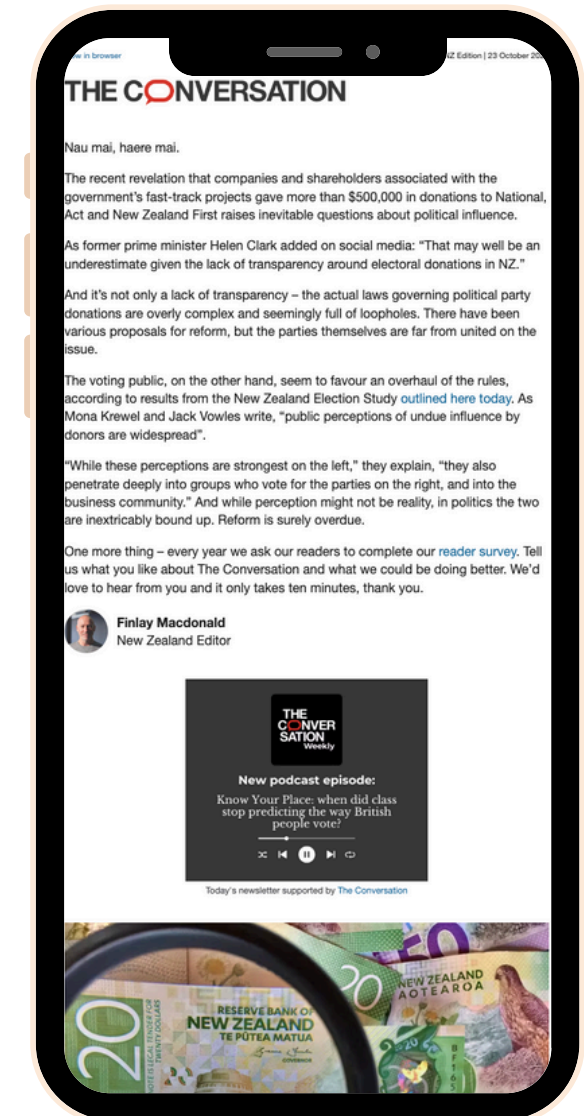 in browser
NZ Edition | 23 October
THE CONVERSATION
Nau mai, haere mai.
The recent revelation that companies and shareholders associated with the
government's fast-track projects gave more than $500,000 in donations to National,
Act and New Zealand First raises inevitable questions about political influence.
As former prime minister Helen Clark added on social media: “That may well be an
underestimate given the lack of transparency around electoral donations in NZ.”
And it's not only a lack of transparency – the actual laws governing political party
donations are overly complex and seemingly full of loopholes. There have been
various proposals for reform, but the parties themselves are far from united on the
issue.
The voting public, on the other hand, seem to favour an overhaul of the rules,
according to results from the New Zealand Election Study outlined here today. As
Mona Krewel and Jack Vowles write, “public perceptions of undue influence by
donors are widespread”.
“While these perceptions are strongest on the left,” they explain, “they also
penetrate deeply into groups who vote for the parties on the right, and into the
business community.” And while perception might not be reality, in politics the two
are inextricably bound up. Reform is surely overdue.
One more thing – every year we ask our readers to complete our reader survey. Tell
us what you like about The Conversation and what we could be doing better. We'd
love to hear from you and it only takes ten minutes, thank you.
Finlay Macdonald
New Zealand Editor
THE
CONVER
SATION
Weekly
New podcast episode:
Know Your Place: when did class
stop predicting the way British
people vote?
Today's newsletter supported by The Conversation
20
NOTE IS LEGAL TENDER FOR
TWENTY DOLLARS
RESERVE BANK OF
NEW ZEALAND
TE PŪTEA MATUA
GOVERNOR
20
50
NEW ZEALAND
AOTEAROA
BF165